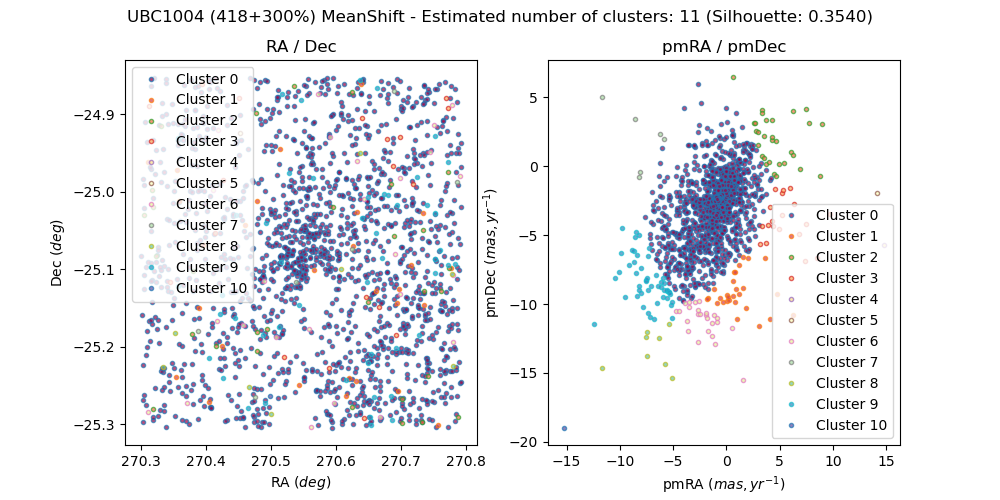 UBC1004 (418+300%) MeanShift - Estimated number of clusters: 11 (Silhouette: 0.3540)
RA / Dec
Cluster 0
Cluster 1
Cluster 2
Cluster 3
Cluster 4
Cluster 5
Cluster 6
Cluster 7
Cluster 8
Cluster 9
Cluster 10
Dec (deg)
−24.9
−25.0
−25.1
−25.2
−25.3
270.3 270.4 270.5 270.6 270.7 270.8
RA (deg)
pmRA / pmDec
Cluster 0
Cluster 1
Cluster 2
Cluster 3
Cluster 4
Cluster 5
Cluster 6
Cluster 7
Cluster 8
Cluster 9
Cluster 10
pmDec (mas, yr⁻¹)
5
0
−5
−10
−15
−20
−15 −10 −5 0 5 10 15
pmRA (mas, yr⁻¹)